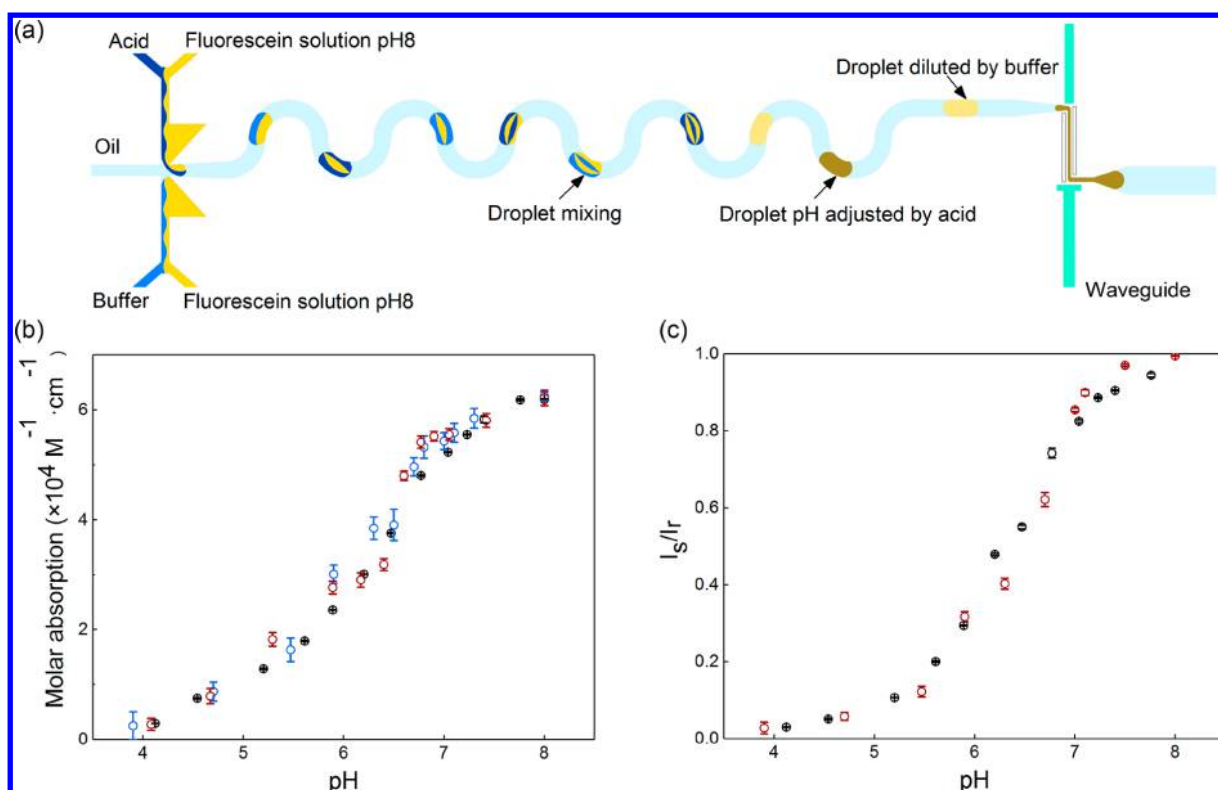 (a)
Acid
Fluorescein solution pH8
Droplet diluted by buffer
Oil
Droplet mixing
Droplet pH adjusted by acid
Buffer
Fluorescein solution pH8
Waveguide
(b)
Molar absorption (×10⁴ M⁻¹·cm⁻¹)
6
4
2
0
4 5 6 7 8
pH
(c)
Iₛ/Iᵣ
1.0
0.8
0.6
0.4
0.2
0.0
4 5 6 7 8
pH